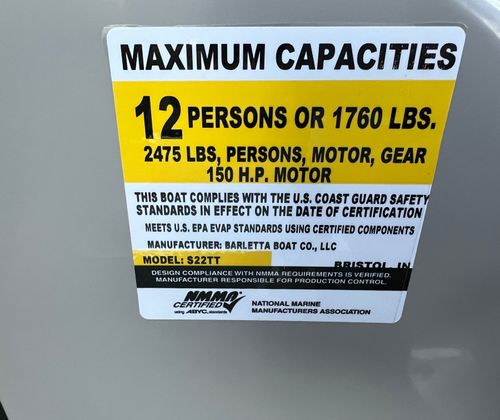 MAXIMUM CAPACITIES
12 PERSONS OR 1760 LBS.
2475 LBS, PERSONS, MOTOR, GEAR
150 H.P. MOTOR
THIS BOAT COMPLIES WITH THE U.S. COAST GUARD SAFETY
STANDARDS IN EFFECT ON THE DATE OF CERTIFICATION
MEETS U.S. EPA EVAP STANDARDS USING CERTIFIED COMPONENTS
MANUFACTURER: BARLETTA BOAT CO., LLC
MODEL: S22TT BRISTOL, IN
DESIGN COMPLIANCE WITH NMMA REQUIREMENTS IS VERIFIED.
MANUFACTURER RESPONSIBLE FOR PRODUCTION CONTROL.
NMMA
CERTIFIED
using ABYC standards
NATIONAL MARINE
MANUFACTURERS ASSOCIATION